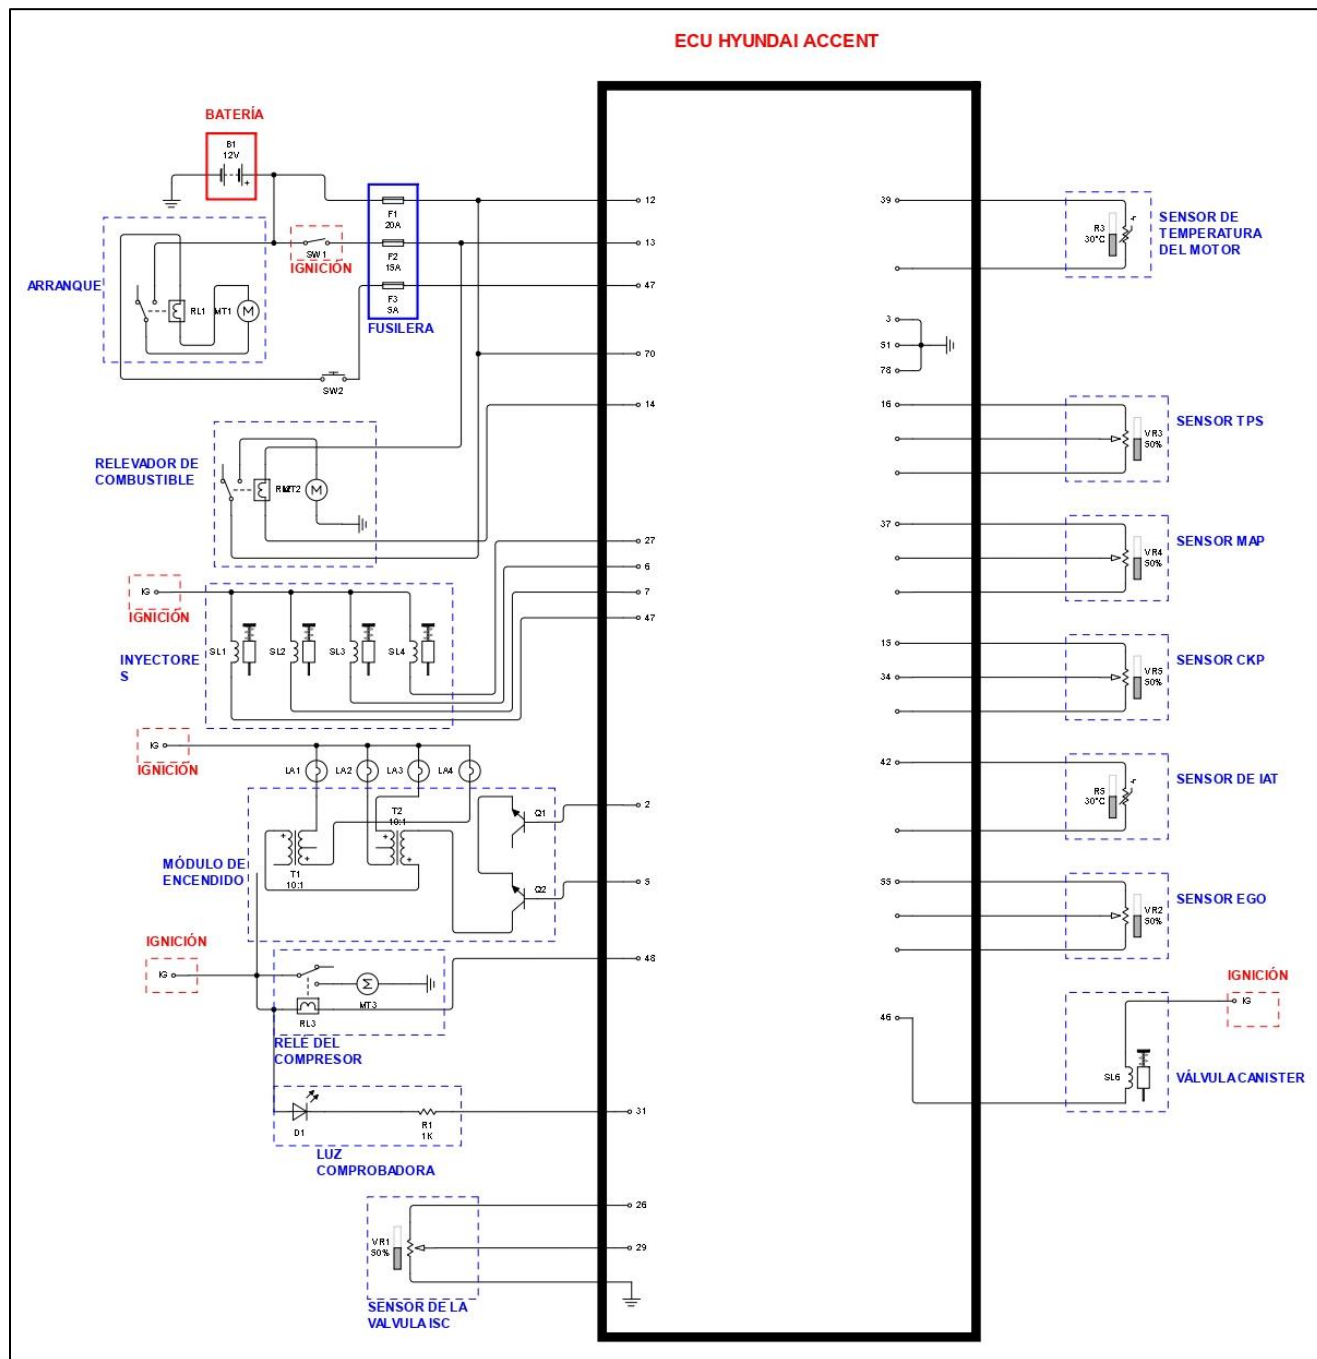 ECU HYUNDAI ACCENT
BATERÍA
B1
12V
+
F1
20A
F2
15A
F3
5A
FUSILERA
SW1
IGNICIÓN
ARRANQUE
RL1
MT1
M
SW2
12
13
47
70
14
RELEVADOR DE
COMBUSTIBLE
MT2
M
27
6
7
47
IG
IGNICIÓN
INYECTORE
S
SL1
SL2
SL3
SL4
IG
IGNICIÓN
LA1
LA2
LA3
LA4
MÓDULO DE
ENCENDIDO
T1
10:1
T2
10:1
+
+
+
+
Q1
Q2
2
5
IGNICIÓN
IG
48
MT3
RL3
RELÉ DEL
COMPRESOR
D1
R1
1K
31
LUZ
COMPROBADORA
26
29
VR1
50%
SENSOR DE LA
VALVULA ISC
39
R3
30°C
SENSOR DE
TEMPERATURA
DEL MOTOR
3
51
78
16
VR3
50%
SENSOR TPS
37
VR4
50%
SENSOR MAP
15
34
VR5
50%
SENSOR CKP
42
R5
30°C
SENSOR DE IAT
55
VR2
50%
SENSOR EGO
IGNICIÓN
IG
46
SL6
VÁLVULA CANISTER